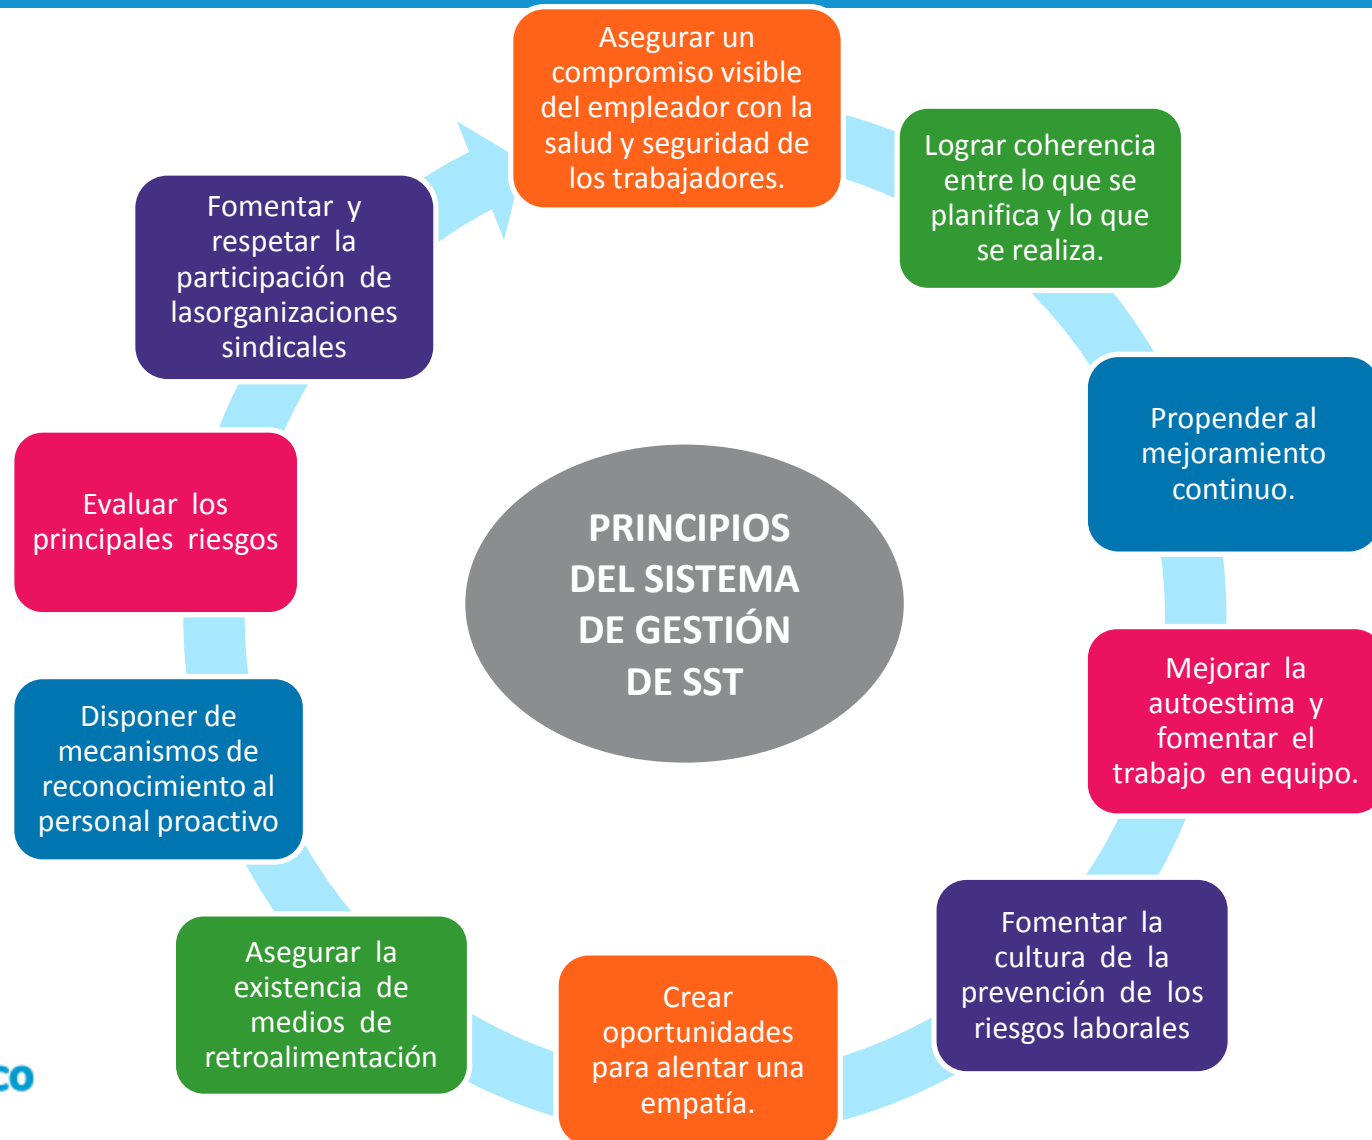 Asegurar un
compromiso visible
del empleador con la
salud y seguridad de
los trabajadores.
Lograr coherencia
entre lo que se
planifica y lo que
se realiza.
Propender al
mejoramiento
continuo.
Mejorar la
autoestima y
fomentar el
trabajo en equipo.
Fomentar la
cultura de la
prevención de los
riesgos laborales
Crear
oportunidades
para alentar una
empatía.
Asegurar la
existencia de
medios de
retroalimentación
Disponer de
mecanismos de
reconocimiento al
personal proactivo
Evaluar los
principales riesgos
Fomentar y
respetar la
participación de
lasorganizaciones
sindicales
PRINCIPIOS
DEL SISTEMA
DE GESTIÓN
DE SST
co